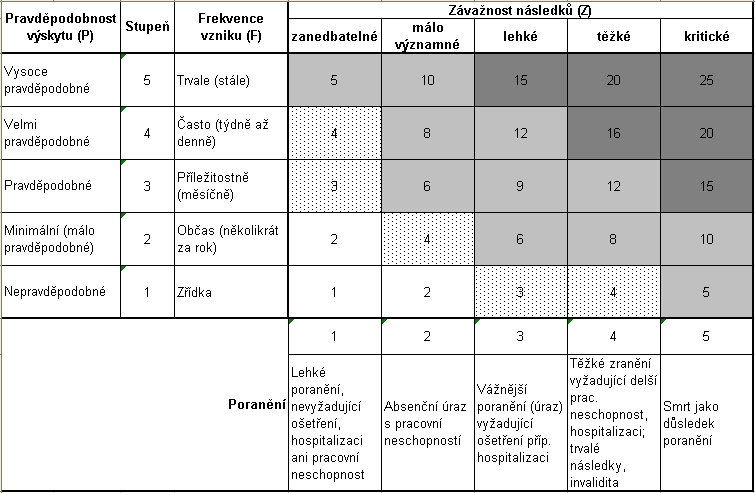 Pravděpodobnost výskytu (P) Stupeň Frekvence vzniku (F) Závažnost následků (Z)
zanedbatelné málo významné lehké těžké kritické
Vysoce pravděpodobné 5 Trvale (stále) 5 10 15 20 25
Velmi pravděpodobné 4 Často (týdně až denně) 4 8 12 16 20
Pravděpodobné 3 Příležitostně (měsíčně) 3 6 9 12 15
Minimální (málo pravděpodobné) 2 Občas (několikrát za rok) 2 4 6 8 10
Nepravděpodobné 1 Zřídka 1 2 3 4 5
1 2 3 4 5
Poranění
Lehké poranění, nevyžadující ošetření, hospitalizaci ani pracovní neschopnost
Absenční úraz s pracovní neschopností
Vážnější poranění (úraz) vyžadující ošetření příp. hospitalizaci
Těžké zranění vyžadující delší prac. neschopnost, hospitalizaci; trvalé následky, invalidita
Smrt jako důsledek poranění